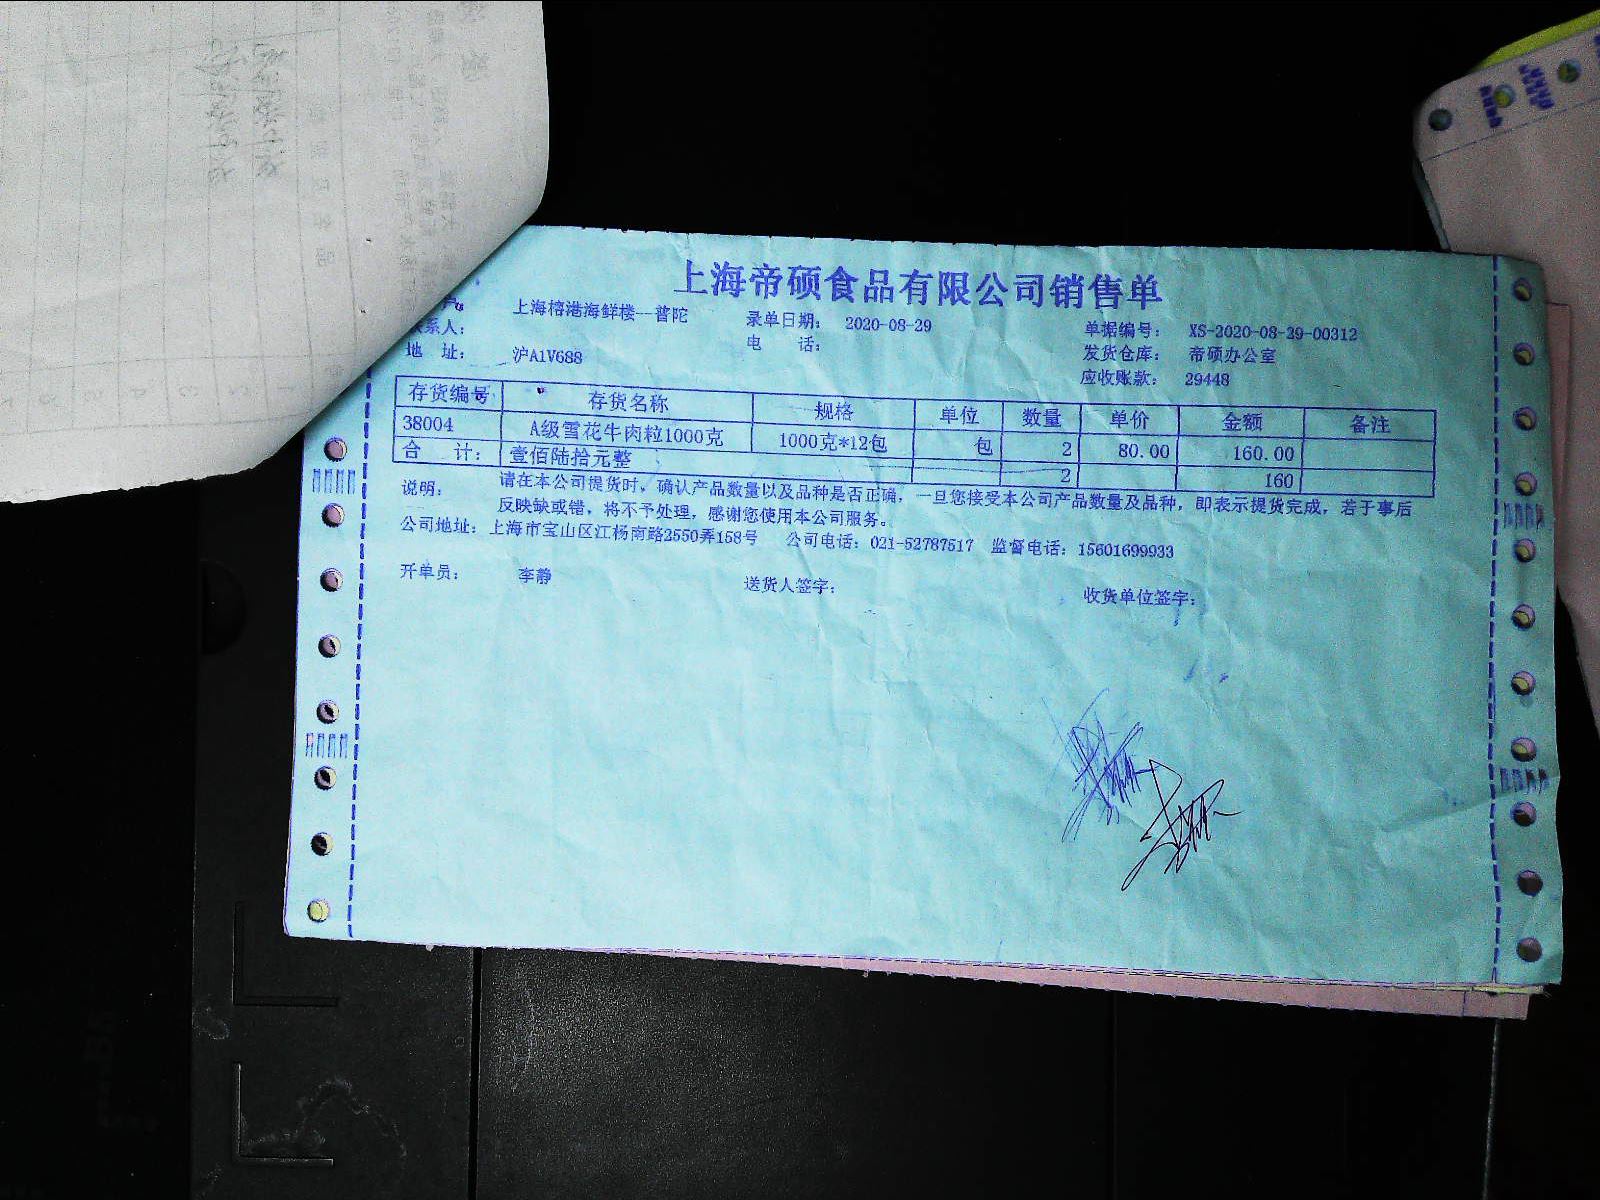 上海帝硕食品有限公司销售单
户: 上海榕港海鲜楼--普陀 录单日期: 2020-08-29 单据编号: XS-2020-08-29-00312
联系人: 电 话: 发货仓库: 帝硕办公室
地 址: 沪A1V688 应收账款: 29448
存货编号 存货名称 规格 单位 数量 单价 金额 备注
38004 A级雪花牛肉粒1000克 1000克*12包 包 2 80.00 160.00
合 计: 壹佰陆拾元整 2 160
说明: 请在本公司提货时，确认产品数量以及品种是否正确，一旦您接受本公司产品数量及品种，即表示提货完成，若于事后
反映缺或错，将不予处理，感谢您使用本公司服务。
公司地址: 上海市宝山区江杨南路2550弄158号 公司电话: 021-52787517 监督电话: 15601699933
开单员: 李静 送货人签字: 收货单位签字: